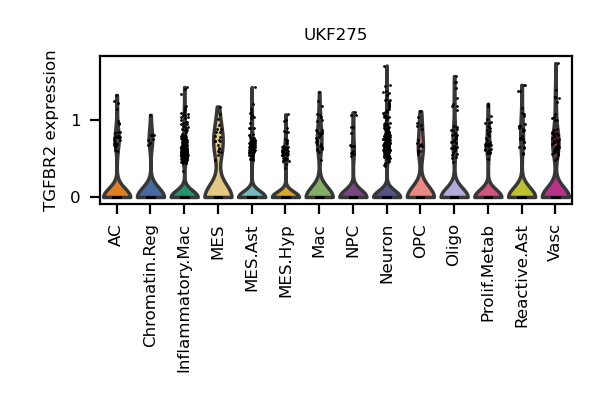 UKF275
TGFBR2 expression
1
0
AC
Chromatin.Reg
Inflammatory.Mac
MES
MES.Ast
MES.Hyp
Mac
NPC
Neuron
OPC
Oligo
Prolif.Metab
Reactive.Ast
Vasc